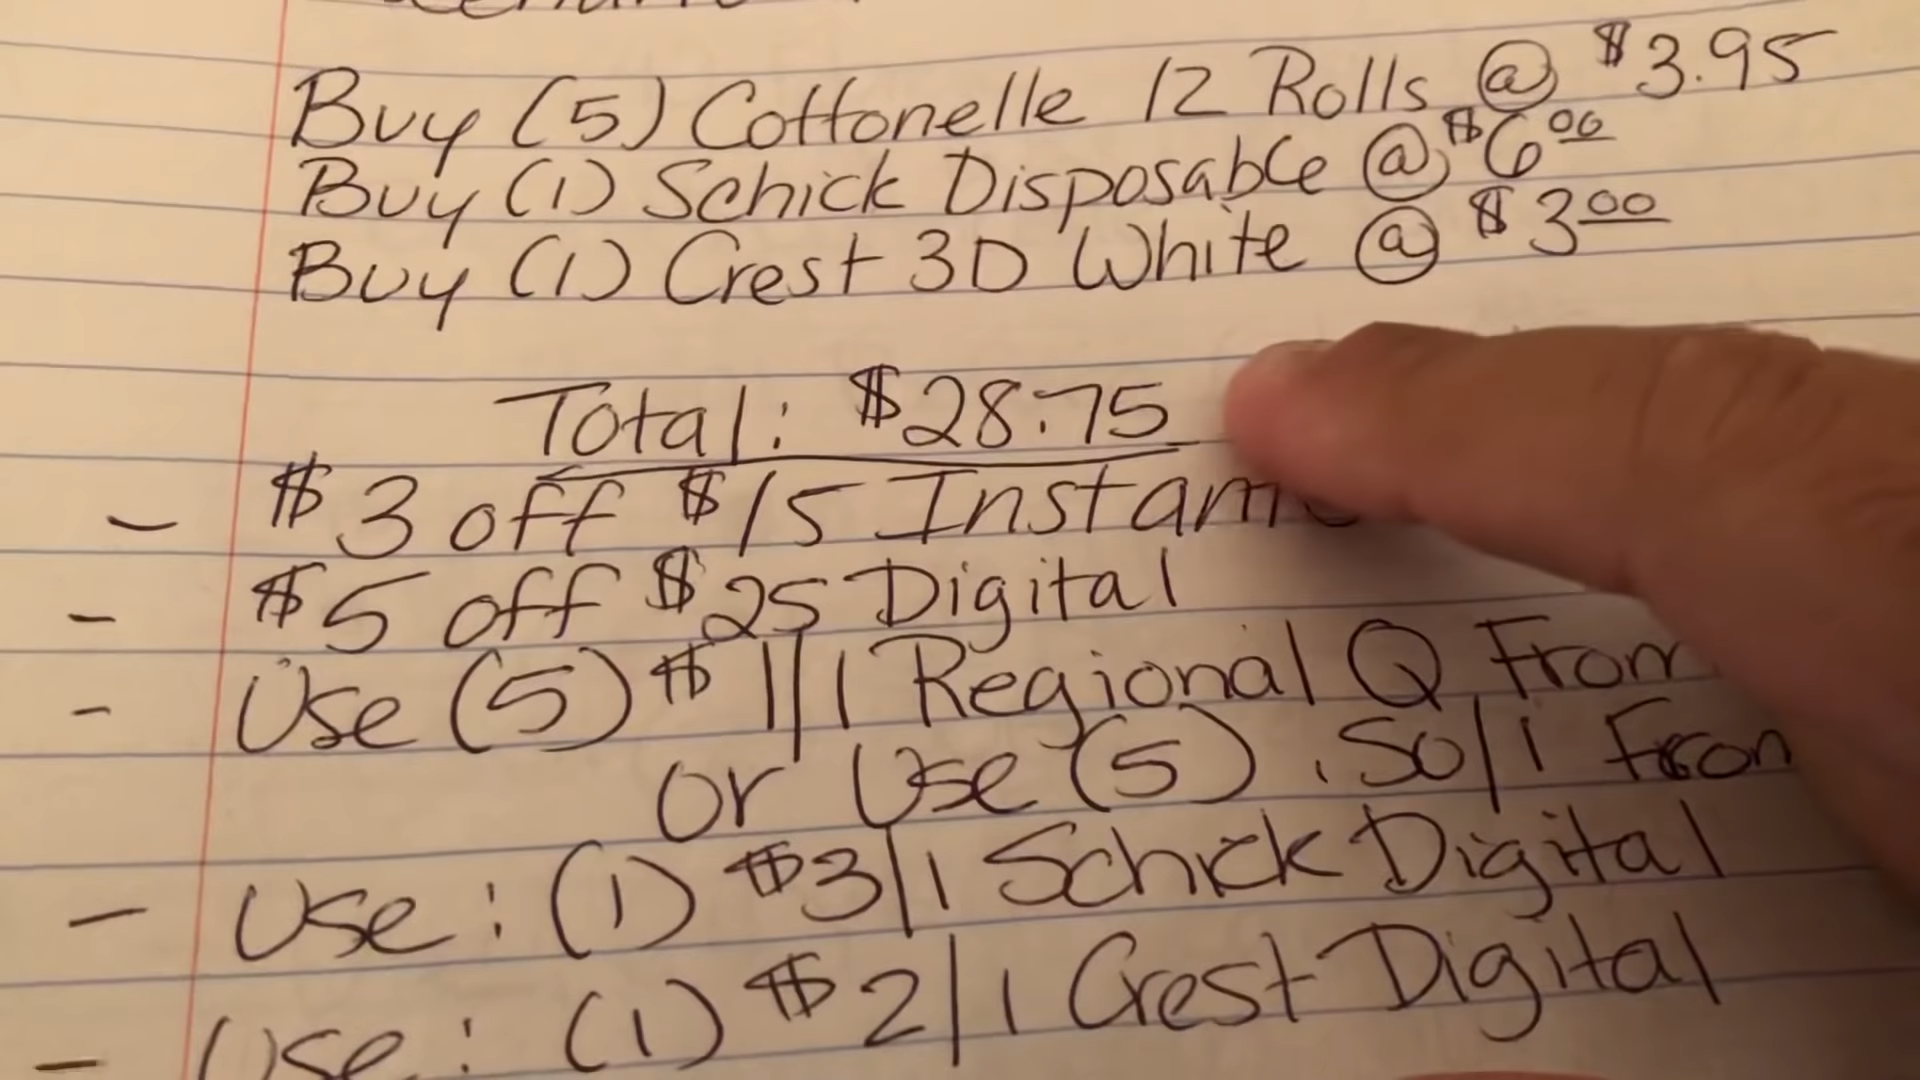 Buy (5) Cottonelle 12 Rolls @ $3.95
Buy (1) Schick Disposable @ $6.00
Buy (1) Crest 3D White @ $3.00
Total: $28.75
- $3 off $15 Instant
- $5 off $25 Digital
- Use (5) $1/1 Regional Q From
or Use (5) .50/1 From
- Use: (1) $3/1 Schick Digital
- Use: (1) $2/1 Crest Digital